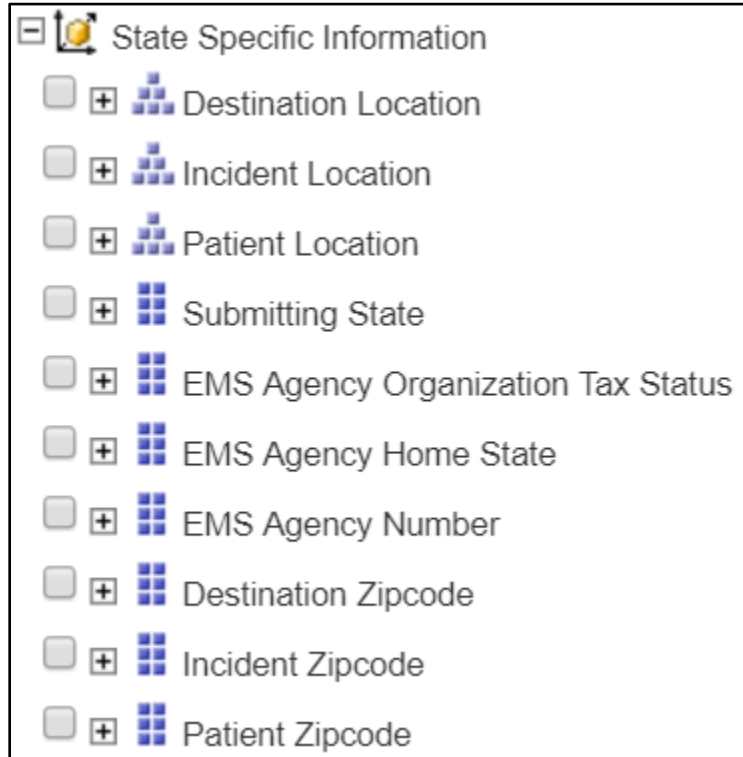 State Specific Information
Destination Location
Incident Location
Patient Location
Submitting State
EMS Agency Organization Tax Status
EMS Agency Home State
EMS Agency Number
Destination Zipcode
Incident Zipcode
Patient Zipcode